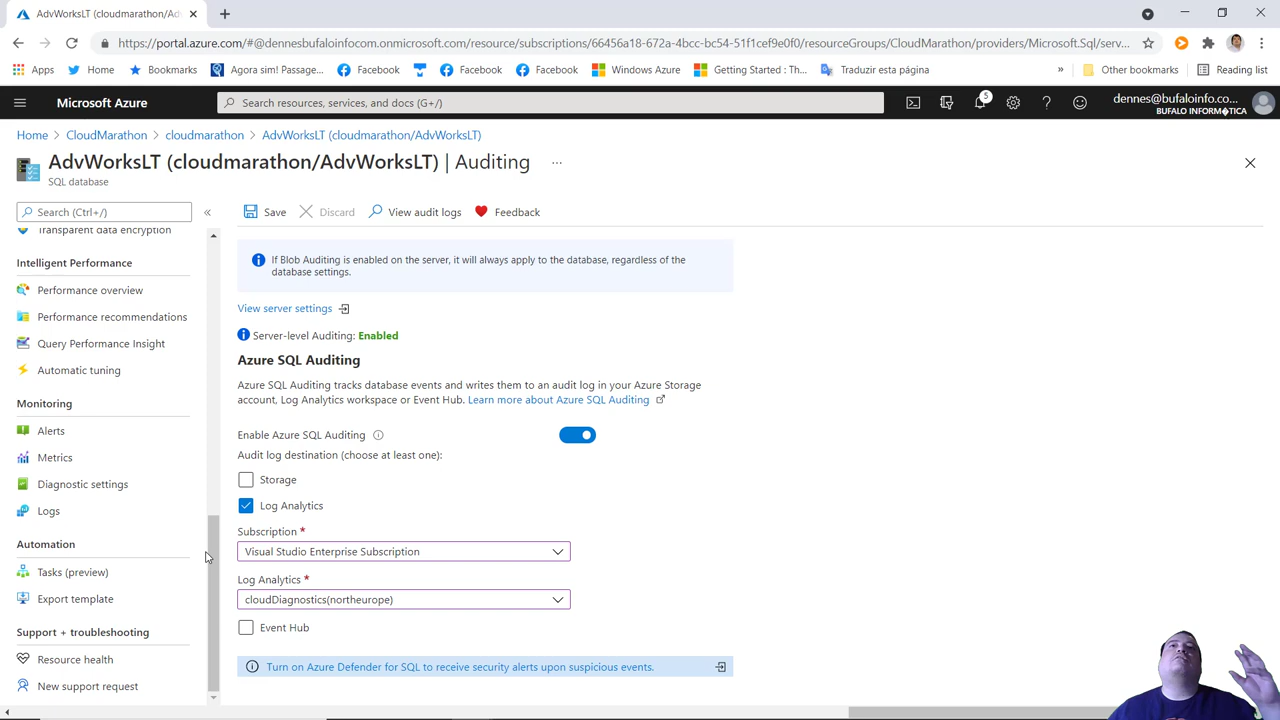 AdvWorksLT (cloudmarathon/Adv
https://portal.azure.com/#@dennesbufaloinfocom.onmicrosoft.com/resource/subscriptions/66456a18-672a-4bcc-bc54-51f1cef9e0f0/resourceGroups/CloudMarathon/providers/Microsoft.Sql/serv...
Apps Home Bookmarks Agora sim! Passage... Facebook Facebook Facebook Windows Azure Getting Started : Th... Traduzir esta página » Other bookmarks Reading list
Microsoft Azure Search resources, services, and docs (G+/) 5 dennes@bufaloinfo.co...
BUFALO INFORM�TICA
Home > CloudMarathon > cloudmarathon > AdvWorksLT (cloudmarathon/AdvWorksLT)
AdvWorksLT (cloudmarathon/AdvWorksLT) | Auditing ...
SQL database
Search (Ctrl+/) «
Save Discard View audit logs Feedback
Transparent data encryption
Intelligent Performance
Performance overview
Performance recommendations
Query Performance Insight
Automatic tuning
Monitoring
Alerts
Metrics
Diagnostic settings
Logs
Automation
Tasks (preview)
Export template
Support + troubleshooting
Resource health
New support request
If Blob Auditing is enabled on the server, it will always apply to the database, regardless of the
database settings.
View server settings
Server-level Auditing: Enabled
Azure SQL Auditing
Azure SQL Auditing tracks database events and writes them to an audit log in your Azure Storage
account, Log Analytics workspace or Event Hub. Learn more about Azure SQL Auditing
Enable Azure SQL Auditing
Audit log destination (choose at least one):
Storage
Log Analytics
Subscription *
Visual Studio Enterprise Subscription
Log Analytics *
cloudDiagnostics(northeurope)
Event Hub
Turn on Azure Defender for SQL to receive security alerts upon suspicious events.